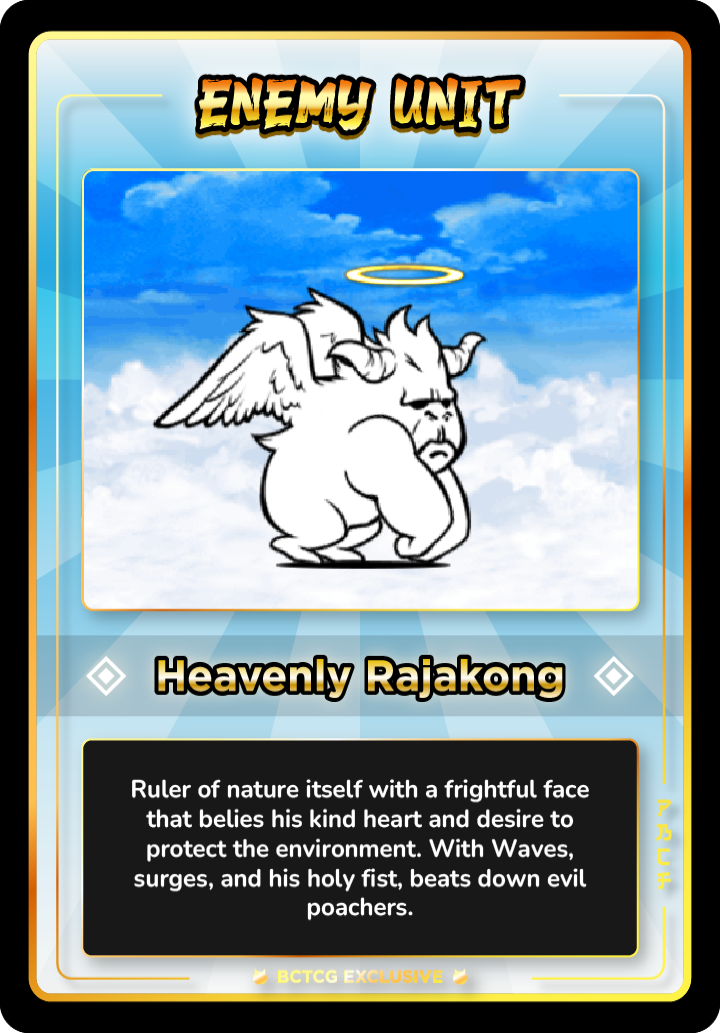 ENEMY UNIT
Heavenly Rajakong
Ruler of nature itself with a frightful face
that belies his kind heart and desire to
protect the environment. With Waves,
surges, and his holy fist, beats down evil
poachers.
BCTCG EXCLUSIVE